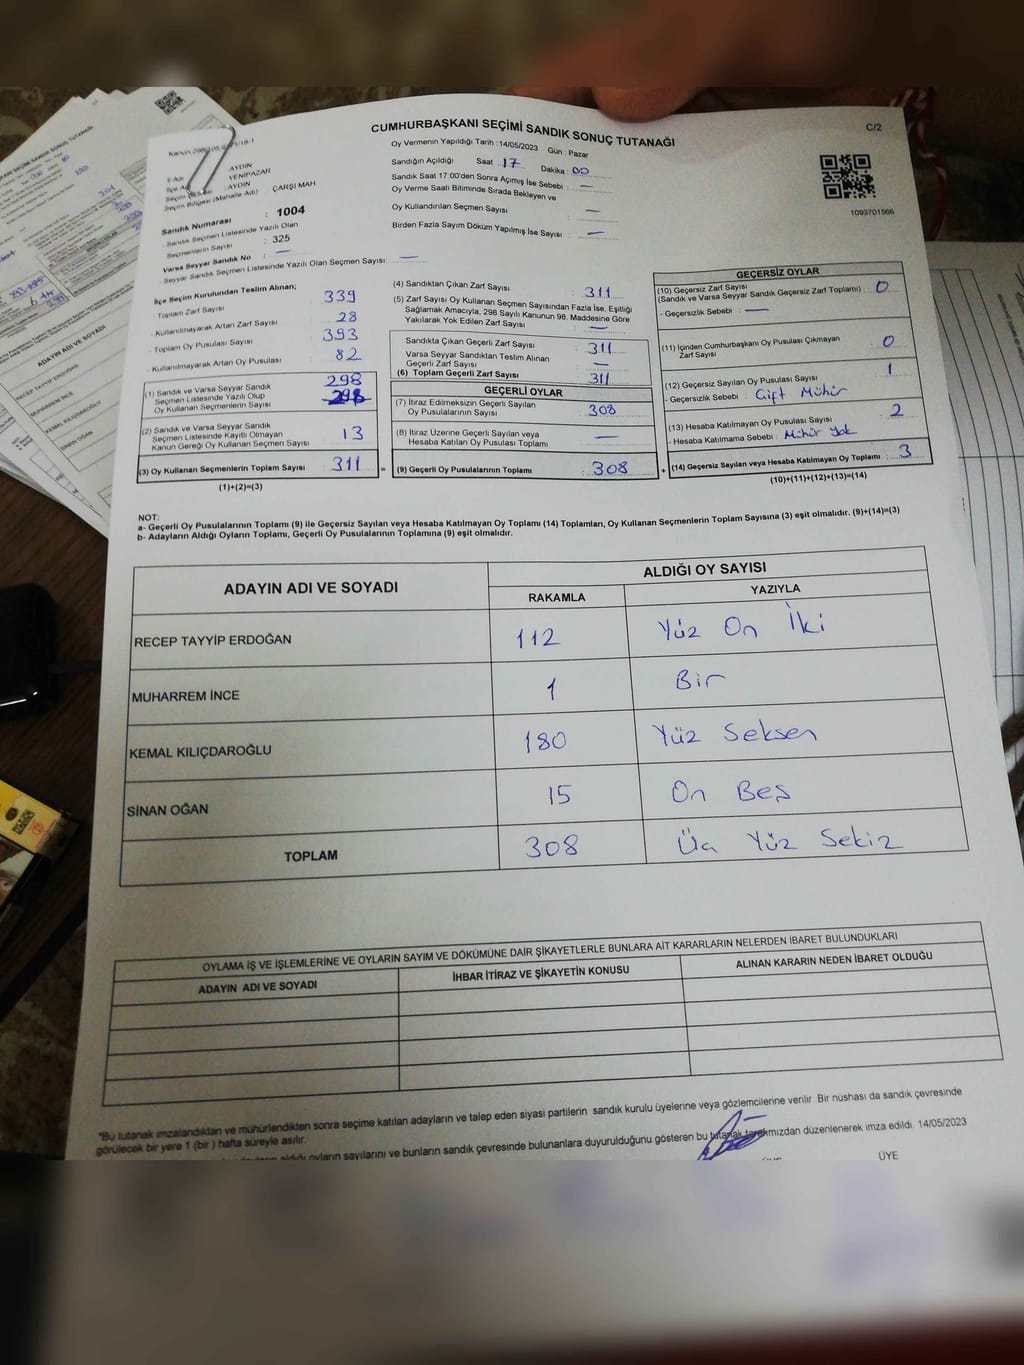 CUMHURBAŞKANI SEÇİMİ SANDIK SONUÇ TUTANAĞI
C/2
Oy Vermenin Yapıldığı Tarih :14/05/2023 Gün : Pazar
Sandığın Açıldığı Saat 17 Dakika 00
Sandık Saat 17:00'den Sonra Açımış İse Sebebi : —
Oy Verme Saati Bitiminde Sırada Bekleyen ve
Oy Kullandırılan Seçmen Sayısı : —
Birden Fazla Sayım Döküm Yapılmış İse Sayısı : —
1093701566
AYDIN
YENİPAZAR
: AYDIN
Seçim Bölgesi (Mahalle Adı) ÇARŞI MAH
Sandık Numarası : 1004
- Sandık Seçmen Listesinde Yazılı Olan
Seçmenlerin Sayısı : 325
Varsa Seyyar Sandık No : —
- Seyyar Sandık Seçmen Listesinde Yazılı Olan Seçmen Sayısı: —
İlçe Seçim Kurulundan Teslim Alınan;
- Toplam Zarf Sayısı 339
- Kullanılmayarak Artan Zarf Sayısı 28
- Toplam Oy Pusulası Sayısı 393
- Kullanılmayarak Artan Oy Pusulası 82
(1) Sandık ve Varsa Seyyar Sandık
Seçmen Listesinde Yazılı Olup
Oy Kullanan Seçmenlerin Sayısı 298
(2) Sandık ve Varsa Seyyar Sandık
Seçmen Listesinde Kayıtlı Olmayan
Kanun Gereği Oy Kullanan Seçmen Sayısı 13
(3) Oy Kullanan Seçmenlerin Toplam Sayısı : 311 =
(1)+(2)=(3)
(4) Sandıktan Çıkan Zarf Sayısı : 311
(5) Zarf Sayısı Oy Kullanan Seçmen Sayısından Fazla İse, Eşitliği
Sağlamak Amacıyla, 298 Sayılı Kanunun 98. Maddesine Göre
Yakılarak Yok Edilen Zarf Sayısı : —
Sandıkta Çıkan Geçerli Zarf Sayısı : 311
Varsa Seyyar Sandıktan Teslim Alınan
Geçerli Zarf Sayısı : —
(6) Toplam Geçerli Zarf Sayısı : 311
GEÇERLİ OYLAR
(7) İtiraz Edilmeksizin Geçerli Sayılan
Oy Pusulalarının Sayısı : 308
(8) İtiraz Üzerine Geçerli Sayılan veya
Hesaba Katılan Oy Pusulası Toplamı : —
(9) Geçerli Oy Pusulalarının Toplamı : 308 +
GEÇERSİZ OYLAR
(10) Geçersiz Zarf Sayısı
(Sandık ve Varsa Seyyar Sandık Geçersiz Zarf Toplamı) : 0
- Geçersizlik Sebebi : —
(11) İçinden Cumhurbaşkanı Oy Pusulası Çıkmayan
Zarf Sayısı : 0
(12) Geçersiz Sayılan Oy Pusulası Sayısı : 1
- Geçersizlik Sebebi : Çift Mühür
(13) Hesaba Katılmayan Oy Pusulası Sayısı : 2
- Hesaba Katılmama Sebebi : Mühür Yok
(14) Geçersiz Sayılan veya Hesaba Katılmayan Oy Toplamı : 3
(10)+(11)+(12)+(13)=(14)
NOT:
a- Geçerli Oy Pusulalarının Toplamı (9) ile Geçersiz Sayılan veya Hesaba Katılmayan Oy Toplamı (14) Toplamları, Oy Kullanan Seçmenlerin Toplam Sayısına (3) eşit olmalıdır. (9)+(14)=(3)
b- Adayların Aldığı Oyların Toplamı, Geçerli Oy Pusulalarının Toplamına (9) eşit olmalıdır.
ADAYIN ADI VE SOYADI
ALDIĞI OY SAYISI
RAKAMLA YAZIYLA
RECEP TAYYİP ERDOĞAN 112 Yüz On İki
MUHARREM İNCE 1 Bir
KEMAL KILIÇDAROĞLU 180 Yüz Seksen
SİNAN OĞAN 15 On Beş
TOPLAM 308 Üç Yüz Sekiz
OYLAMA İŞ VE İŞLEMLERİNE VE OYLARIN SAYIM VE DÖKÜMÜNE DAİR ŞİKAYETLERLE BUNLARA AİT KARARLARIN NELERDEN İBARET BULUNDUKLARI
ADAYIN ADI VE SOYADI İHBAR İTİRAZ VE ŞİKAYETİN KONUSU ALINAN KARARIN NEDEN İBARET OLDUĞU
*Bu tutanak imzalandıktan ve mühürlendikten sonra seçime katılan adayların ve talep eden siyasi partilerin sandık kurulu üyelerine veya gözlemcilerine verilir. Bir nüshası da sandık çevresinde
görülecek bir yere 1 (bir) hafta süreyle asılır.
aldığı oyların sayılarını ve bunların sandık çevresinde bulunanlara duyurulduğunu gösteren bu tutanak düzenlenerek imza edildi. 14/05/2023
ÜYE